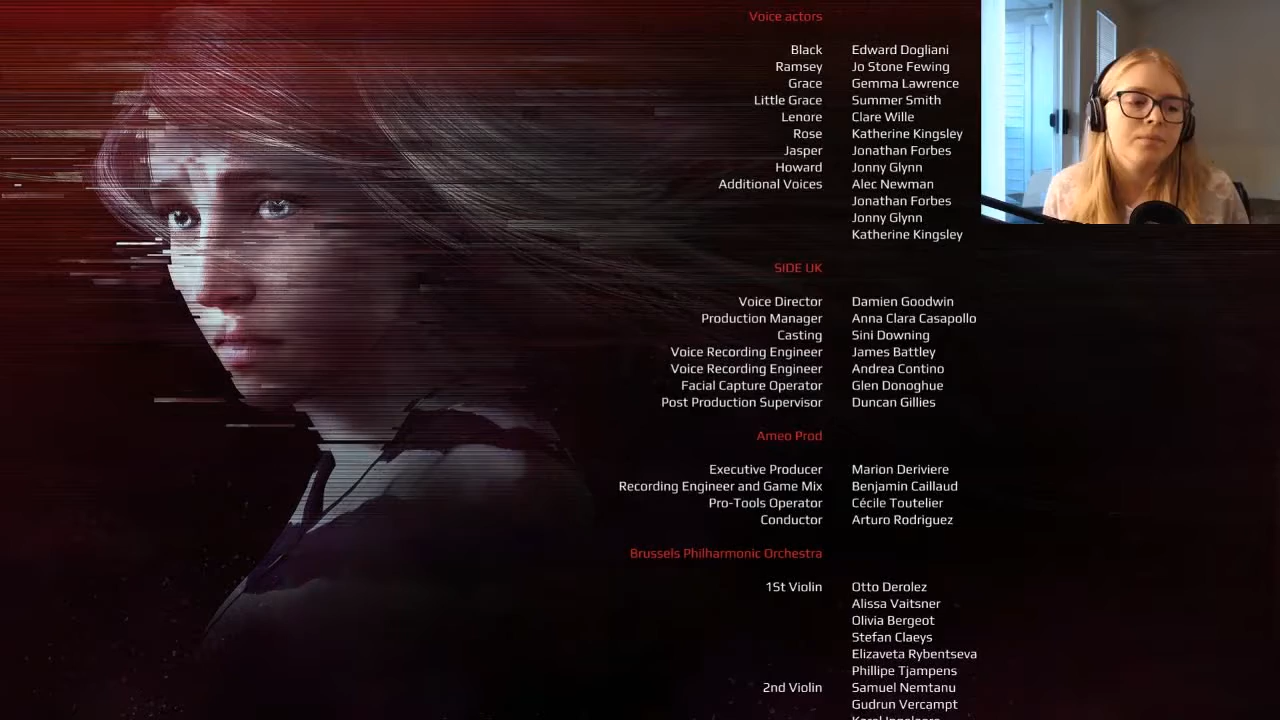 Voice actors
Black Edward Dogliani
Ramsey Jo Stone Fewing
Grace Gemma Lawrence
Little Grace Summer Smith
Lenore Clare Wille
Rose Katherine Kingsley
Jasper Jonathan Forbes
Howard Jonny Glynn
Additional Voices Alec Newman
Jonathan Forbes
Jonny Glynn
Katherine Kingsley
SIDE UK
Voice Director Damien Goodwin
Production Manager Anna Clara Casapollo
Casting Sini Downing
Voice Recording Engineer James Battley
Voice Recording Engineer Andrea Contino
Facial Capture Operator Glen Donoghue
Post Production Supervisor Duncan Gillies
Ameo Prod
Executive Producer Marion Deriviere
Recording Engineer and Game Mix Benjamin Caillaud
Pro-Tools Operator Cécile Toutelier
Conductor Arturo Rodriguez
Brussels Philharmonic Orchestra
1St Violin Otto Derolez
Alissa Vaitsner
Olivia Bergeot
Stefan Claeys
Elizaveta Rybentseva
Phillipe Tjampens
2nd Violin Samuel Nemtanu
Gudrun Vercampt